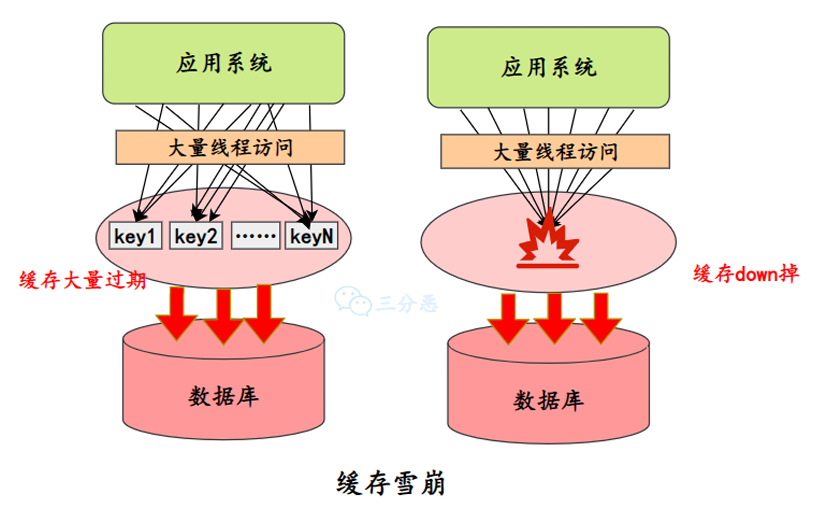 应用系统
大量线程访问
key1 key2 …… keyN
缓存大量过期
数据库
应用系统
大量线程访问
缓存down掉
数据库
三分恶
缓存雪崩